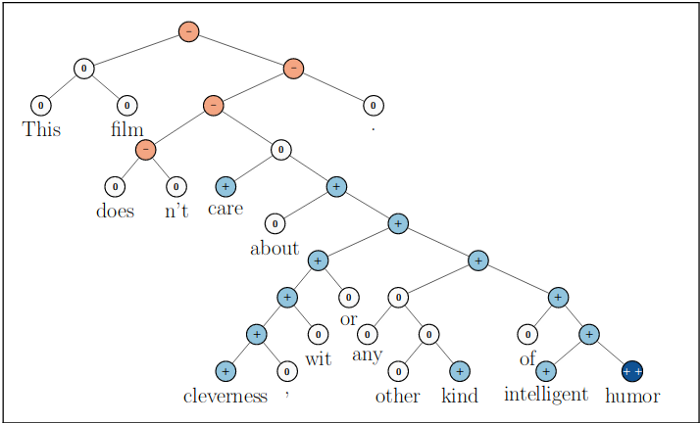 −
0 −
0 0 − 0
This film .
− 0
0 0 + +
does n't care
0 +
about
+ +
+ 0 0 +
or
+ 0 0 0 0 +
wit any of
+ 0 0 + + ++
cleverness , other kind intelligent humor